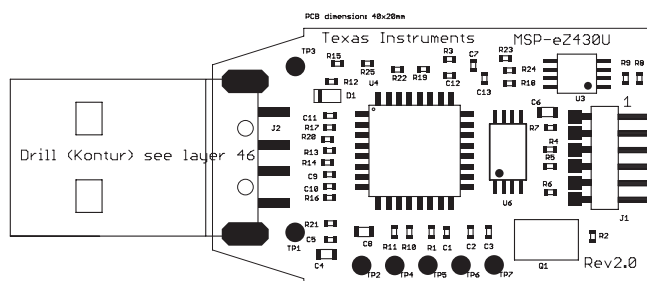 PCB dimension: 40x20mm
Texas Instruments MSP-eZ430U
TP3 R15 R25 U4 R22 R19 R3 C12 C7 C13 R23 R24 R18 U3 R9 R8
R12
D1
C11 C6 1
R17 R7
R20
R13 R4
R14 R5
C9
C10 R6
R16 U6
J2
Drill (Kontur) see layer 46
J1
R21
C5 C8 R11 R10 R1 C1 C2 C3 R2
TP1
C4 Q1 Rev2.0
TP2 TP4 TP5 TP6 TP7